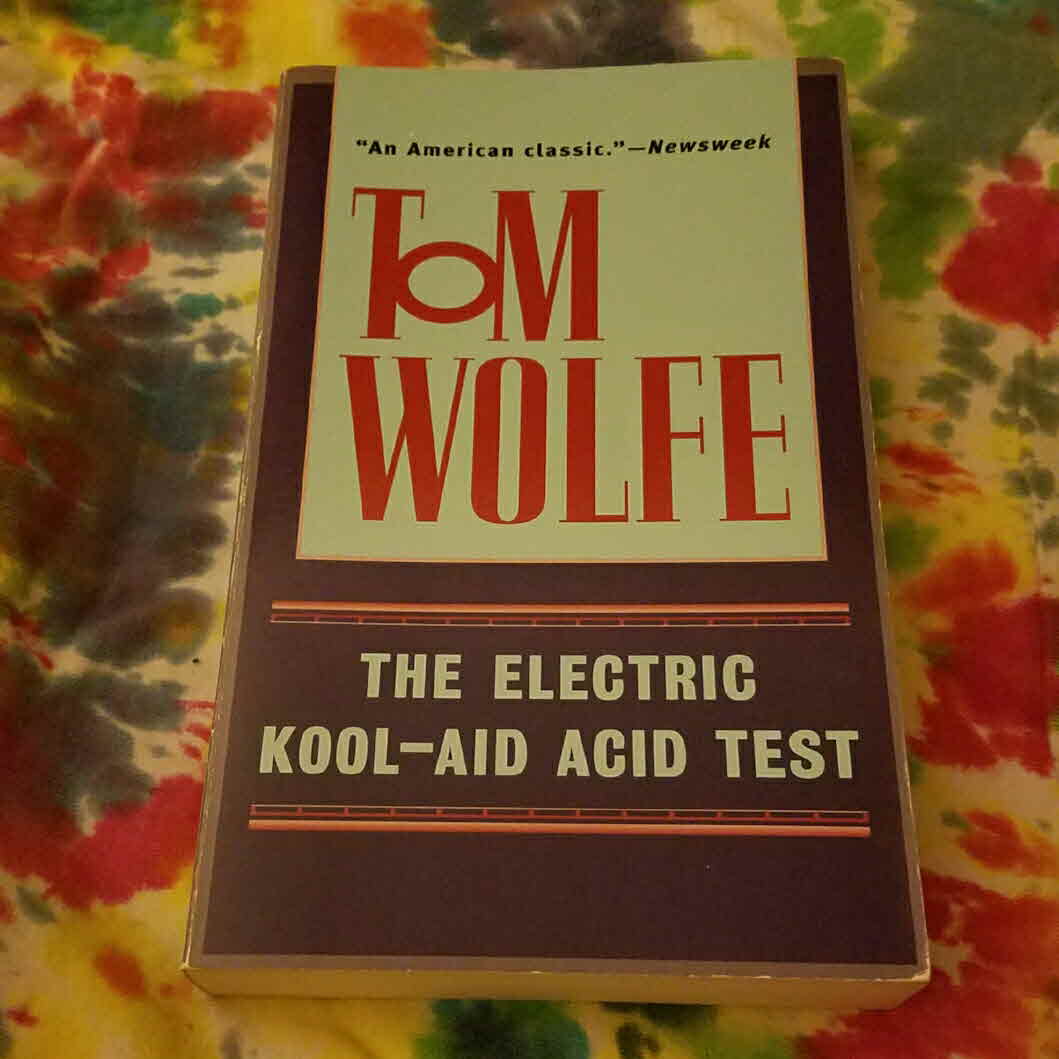 “An American classic.”—Newsweek
TOM
WOLFE
THE ELECTRIC
KOOL–AID ACID TEST